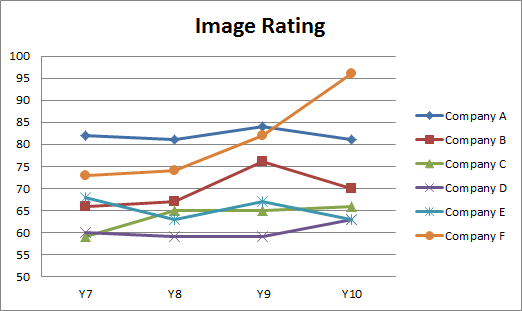 Image Rating
100
95
90
85
80
75
70
65
60
55
50
Y7 Y8 Y9 Y10
Company A
Company B
Company C
Company D
Company E
Company F